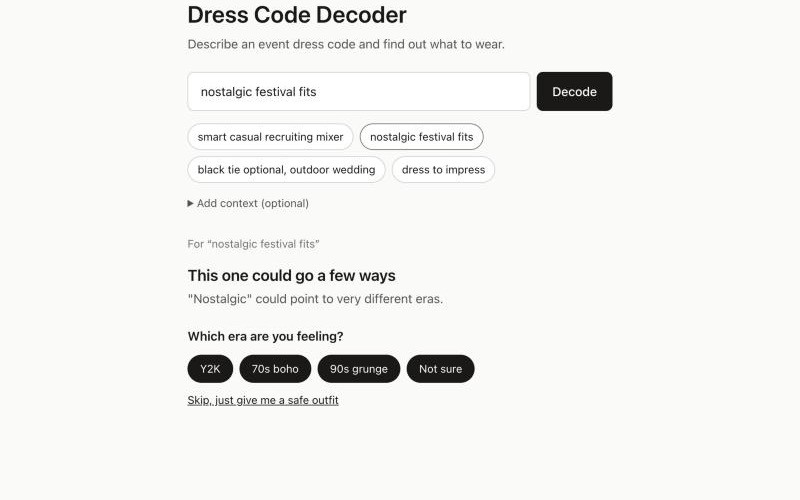 Dress Code Decoder
Describe an event dress code and find out what to wear.
nostalgic festival fits
Decode
smart casual recruiting mixer
nostalgic festival fits
black tie optional, outdoor wedding
dress to impress
▶ Add context (optional)
For “nostalgic festival fits”
This one could go a few ways
"Nostalgic" could point to very different eras.
Which era are you feeling?
Y2K
70s boho
90s grunge
Not sure
Skip, just give me a safe outfit